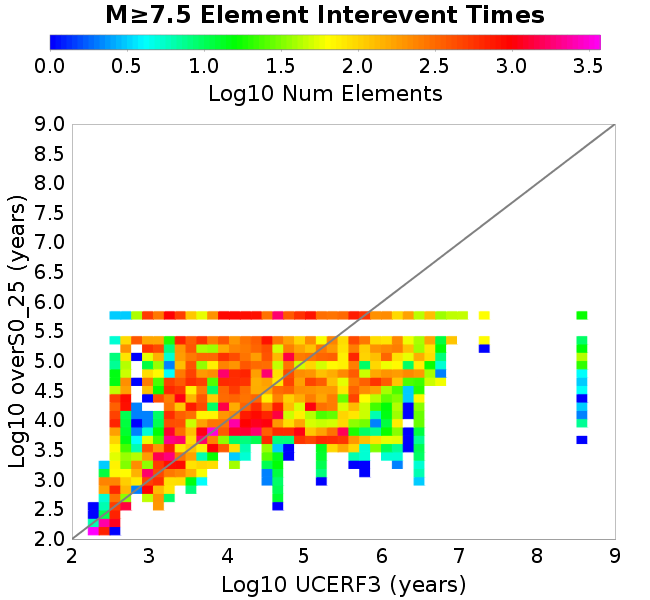 M≥7.5 Element Interevent Times
0.0 0.5 1.0 1.5 2.0 2.5 3.0 3.5
Log10 Num Elements
9.0
8.5
8.0
7.5
7.0
6.5
6.0
5.5
5.0
4.5
4.0
3.5
3.0
2.5
2.0
Log10 overS0_25 (years)
2 3 4 5 6 7 8 9
Log10 UCERF3 (years)